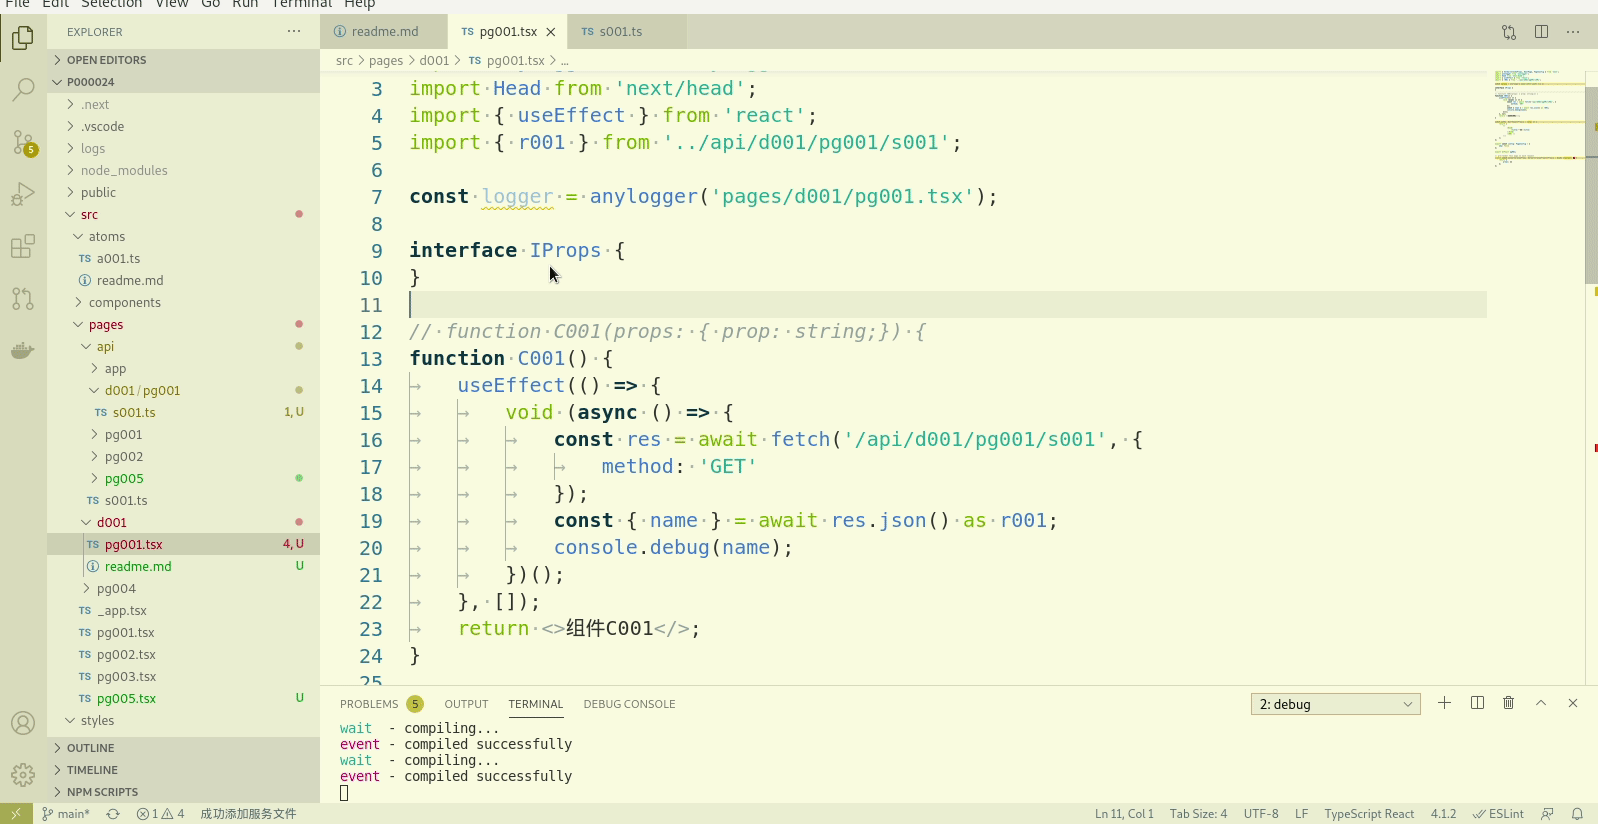 File Edit Selection View Go Run Terminal Help
EXPLORER
OPEN EDITORS
P000024
.next
.vscode
logs
node_modules
public
src
atoms
TS a001.ts
readme.md
components
pages
api
app
d001 / pg001
TS s001.ts 1, U
pg001
pg002
pg005
TS s001.ts
d001
TS pg001.tsx 4, U
readme.md U
pg004
TS _app.tsx
TS pg001.tsx
TS pg002.tsx
TS pg003.tsx
TS pg005.tsx U
styles
OUTLINE
TIMELINE
NPM SCRIPTS
5
readme.md
TS pg001.tsx
TS s001.ts
src > pages > d001 > TS pg001.tsx > ...
3 import Head from 'next/head';
4 import { useEffect } from 'react';
5 import { r001 } from '../api/d001/pg001/s001';
6
7 const logger = anylogger('pages/d001/pg001.tsx');
8
9 interface IProps {
10 }
11
12 // function C001(props: { prop: string;}) {
13 function C001() {
14 useEffect(() => {
15 void (async () => {
16 const res = await fetch('/api/d001/pg001/s001', {
17 method: 'GET'
18 });
19 const { name } = await res.json() as r001;
20 console.debug(name);
21 })();
22 }, []);
23 return <>组件C001</>;
24 }
25
PROBLEMS 5 OUTPUT TERMINAL DEBUG CONSOLE 2: debug
wait - compiling...
event - compiled successfully
wait - compiling...
event - compiled successfully
main* 1 4 成功添加服务文件 Ln 11, Col 1 Tab Size: 4 UTF-8 LF TypeScript React 4.1.2 ESLint